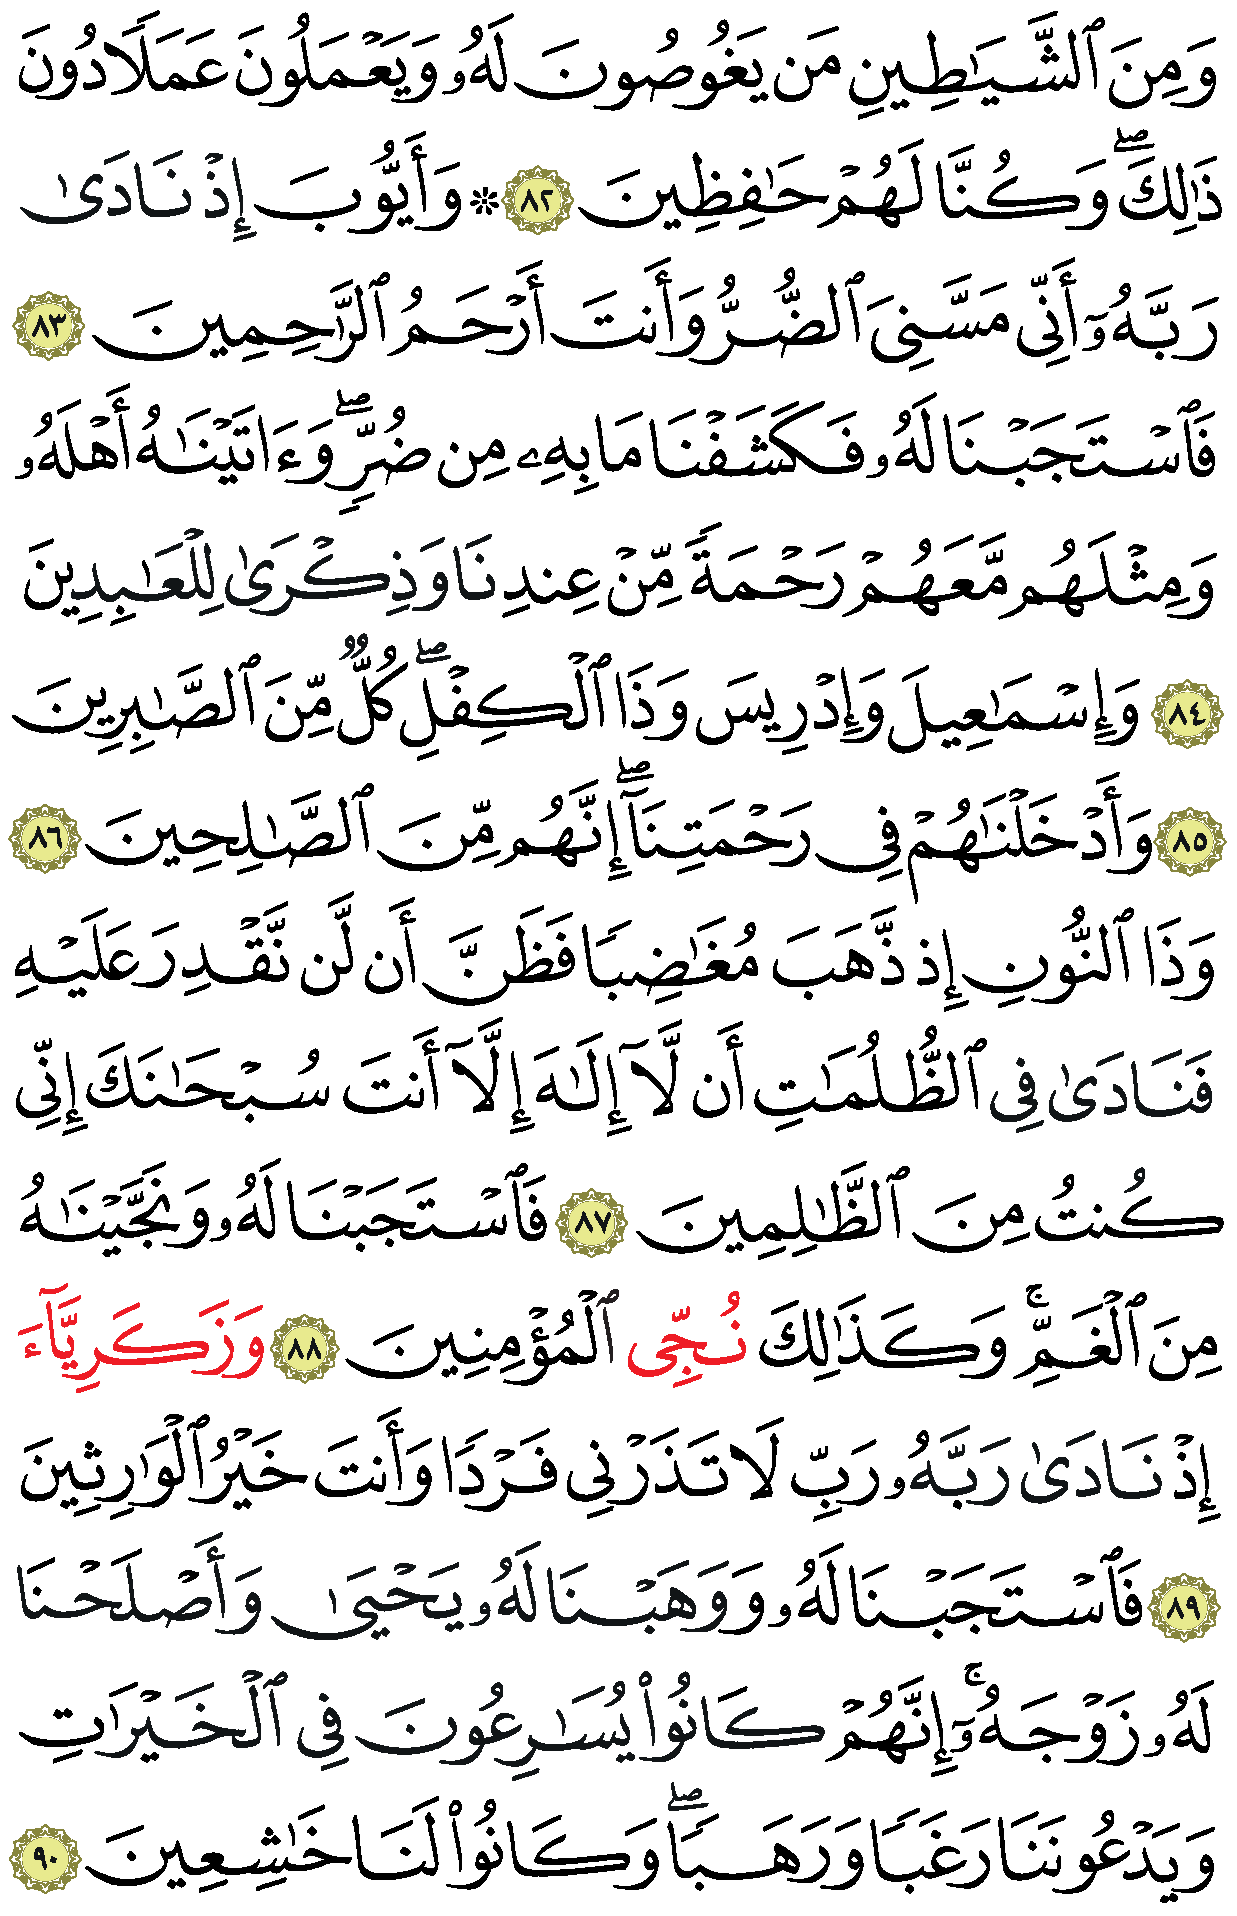 وَمِنَ ٱلشَّيَٰطِينِ مَن يَغُوصُونَ لَهُۥ وَيَعۡمَلُونَ عَمَلٗا دُونَ
ذَٰلِكَۖ وَكُنَّا لَهُمۡ حَٰفِظِينَ ٨٢ ۞ وَأَيُّوبَ إِذۡ نَادَىٰ
رَبَّهُۥٓ أَنِّي مَسَّنِيَ ٱلضُّرُّ وَأَنتَ أَرۡحَمُ ٱلرَّٰحِمِينَ ٨٣
فَٱسۡتَجَبۡنَا لَهُۥ فَكَشَفۡنَا مَا بِهِۦ مِن ضُرّٖۖ وَءَاتَيۡنَٰهُ أَهۡلَهُۥ
وَمِثۡلَهُم مَّعَهُمۡ رَحۡمَةٗ مِّنۡ عِندِنَا وَذِكۡرَىٰ لِلۡعَٰبِدِينَ
٨٤ وَإِسۡمَٰعِيلَ وَإِدۡرِيسَ وَذَا ٱلۡكِفۡلِۖ كُلّٞ مِّنَ ٱلصَّٰبِرِينَ
٨٥ وَأَدۡخَلۡنَٰهُمۡ فِي رَحۡمَتِنَآۖ إِنَّهُم مِّنَ ٱلصَّٰلِحِينَ ٨٦
وَذَا ٱلنُّونِ إِذ ذَّهَبَ مُغَٰضِبٗا فَظَنَّ أَن لَّن نَّقۡدِرَ عَلَيۡهِ
فَنَادَىٰ فِي ٱلظُّلُمَٰتِ أَن لَّآ إِلَٰهَ إِلَّآ أَنتَ سُبۡحَٰنَكَ إِنِّي
كُنتُ مِنَ ٱلظَّٰلِمِينَ ٨٧ فَٱسۡتَجَبۡنَا لَهُۥ وَنَجَّيۡنَٰهُ
مِنَ ٱلۡغَمِّۚ وَكَذَٰلِكَ نُجِّي ٱلۡمُؤۡمِنِينَ ٨٨ وَزَكَرِيَّآءَ
إِذۡ نَادَىٰ رَبَّهُۥ رَبِّ لَا تَذَرۡنِي فَرۡدٗا وَأَنتَ خَيۡرُ ٱلۡوَٰرِثِينَ
٨٩ فَٱسۡتَجَبۡنَا لَهُۥ وَوَهَبۡنَا لَهُۥ يَحۡيَىٰ وَأَصۡلَحۡنَا
لَهُۥ زَوۡجَهُۥٓۚ إِنَّهُمۡ كَانُواْ يُسَٰرِعُونَ فِي ٱلۡخَيۡرَٰتِ
وَيَدۡعُونَنَا رَغَبٗا وَرَهَبٗاۖ وَكَانُواْ لَنَا خَٰشِعِينَ ٩٠